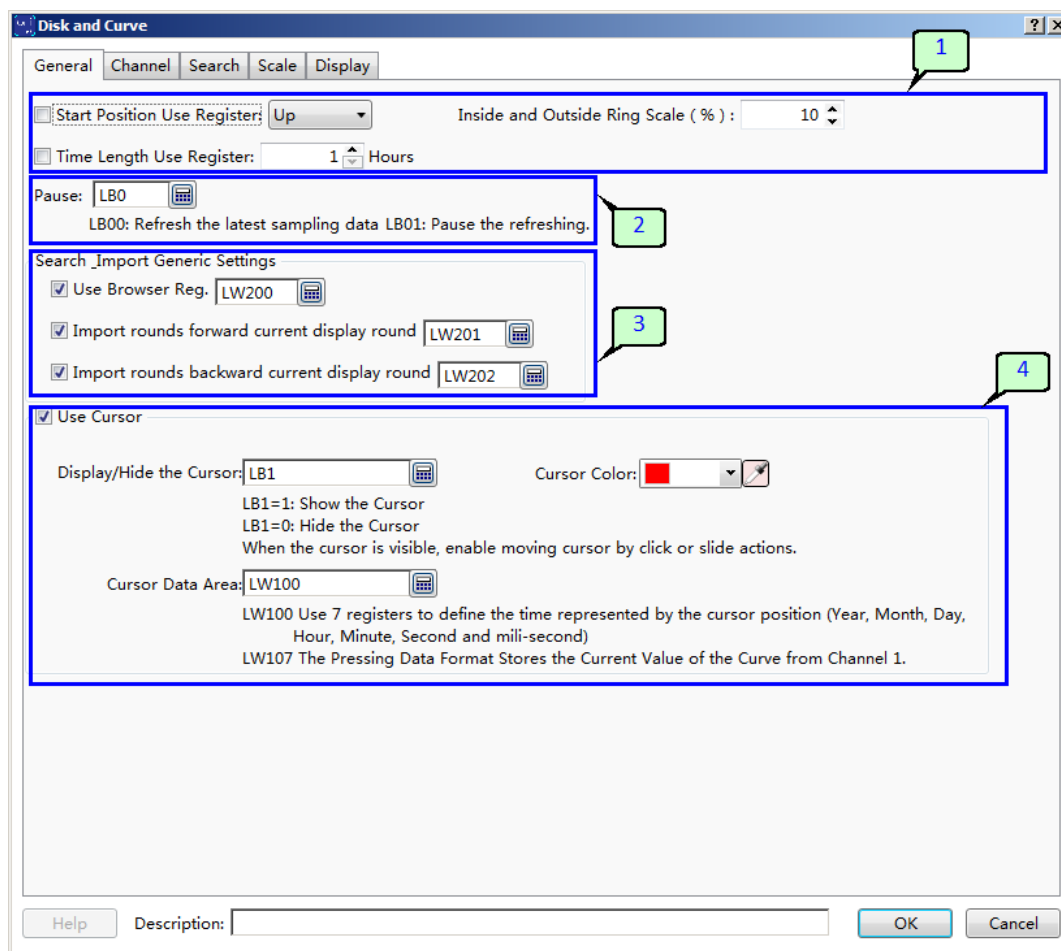 Disk and Curve
General Channel Search Scale Display
1
Start Position Use Register: Up Inside and Outside Ring Scale ( % ) : 10
Time Length Use Register: 1 Hours
Pause: LB0
LB00: Refresh the latest sampling data LB01: Pause the refreshing.
2
Search _Import Generic Settings
Use Browser Reg. LW200
Import rounds forward current display round LW201
3
Import rounds backward current display round LW202
4
Use Cursor
Display/Hide the Cursor: LB1 Cursor Color:
LB1=1: Show the Cursor
LB1=0: Hide the Cursor
When the cursor is visible, enable moving cursor by click or slide actions.
Cursor Data Area: LW100
LW100 Use 7 registers to define the time represented by the cursor position (Year, Month, Day,
Hour, Minute, Second and mili-second)
LW107 The Pressing Data Format Stores the Current Value of the Curve from Channel 1.
Help Description: OK Cancel